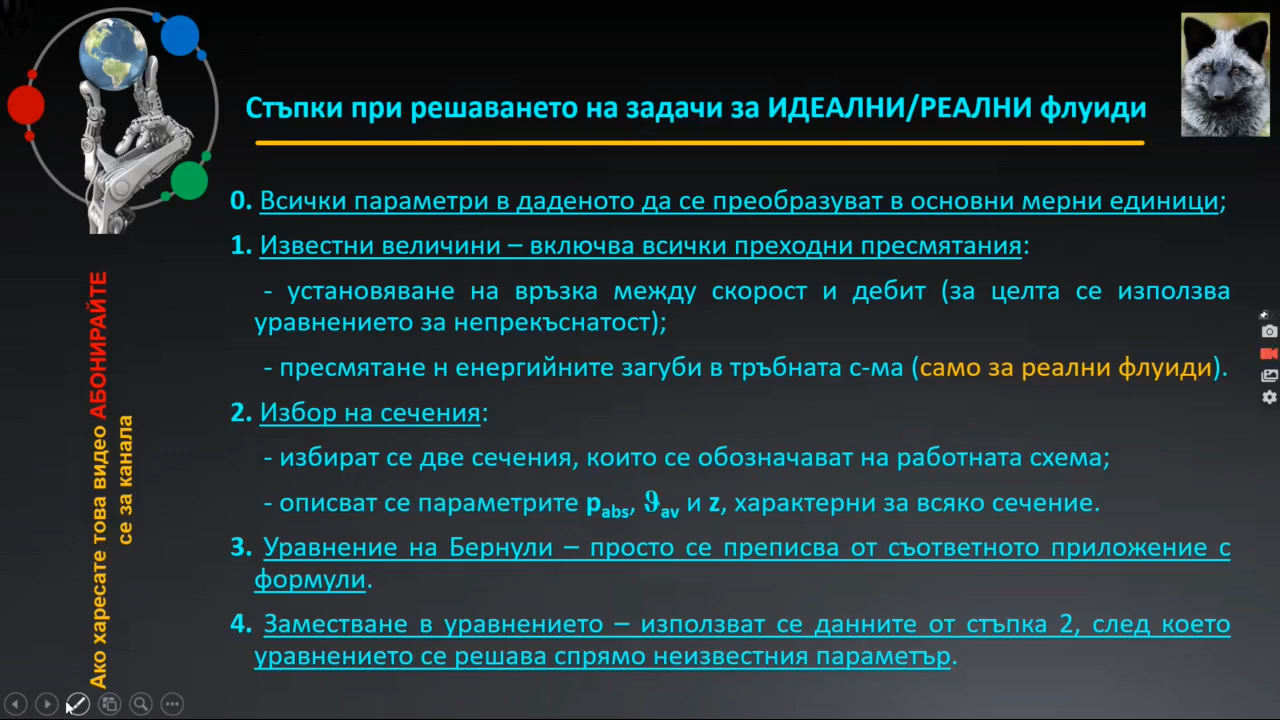 Стъпки при решаването на задачи за ИДЕАЛНИ/РЕАЛНИ флуиди
0. Всички параметри в даденото да се преобразуват в основни мерни единици;
1. Известни величини – включва всички преходни пресмятания:
- установяване на връзка между скорост и дебит (за целта се използва
уравнението за непрекъснатост);
- пресмятане н енергийните загуби в тръбната с-ма (само за реални флуиди).
2. Избор на сечения:
- избират се две сечения, които се обозначават на работната схема;
- описват се параметрите pabs, ϑav и z, характерни за всяко сечение.
3. Уравнение на Бернули – просто се преписва от съответното приложение с
формули.
4. Заместване в уравнението – използват се данните от стъпка 2, след което
уравнението се решава спрямо неизвестния параметър.
Ако харесате това видео АБОНИРАЙТЕ
се за канала